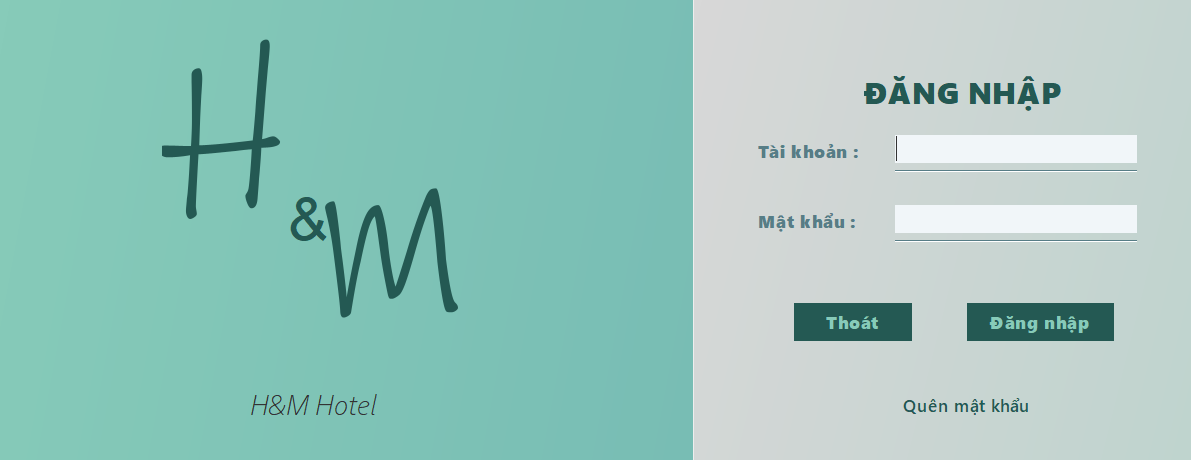 H
&M
H&M Hotel
ĐĂNG NHẬP
Tài khoản :
Mật khẩu :
Thoát
Đăng nhập
Quên mật khẩu